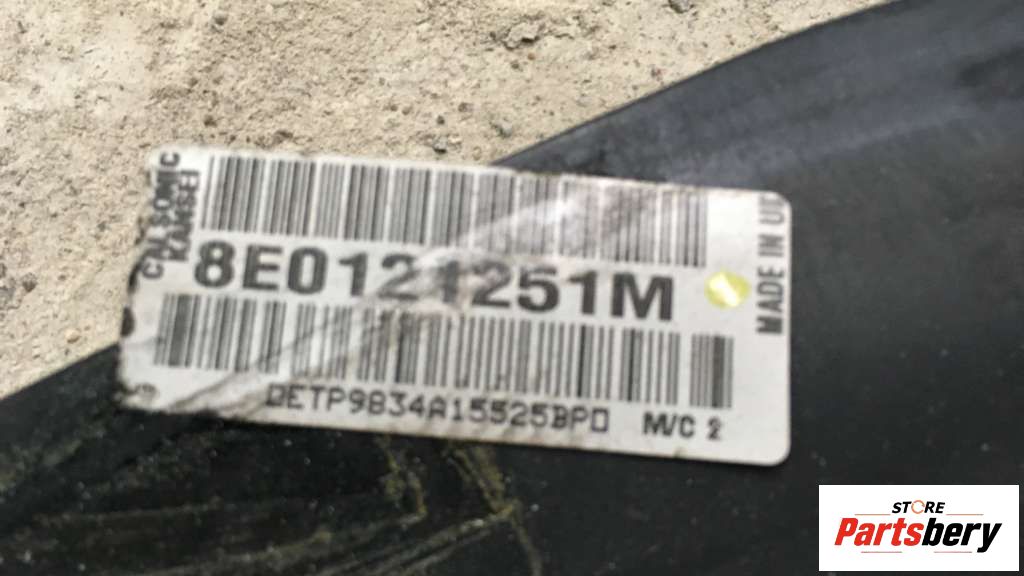 CALSONIC
KANSEI
8E0121251M
DETP9834A15525BPD M/C 2
MADE IN
STORE
Partsbery